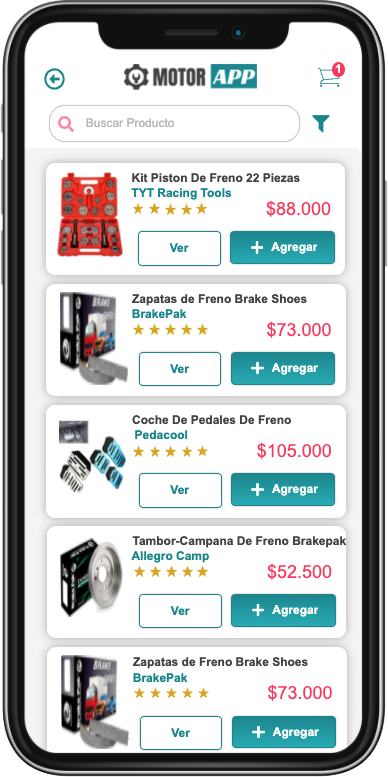 MOTOR APP
1
Buscar Producto
Kit Piston De Freno 22 Piezas
TYT Racing Tools
$88.000
Ver
+ Agregar
Zapatas de Freno Brake Shoes
BrakePak
$73.000
Ver
+ Agregar
Coche De Pedales De Freno
Pedacool
$105.000
Ver
+ Agregar
Tambor-Campana De Freno Brakepak
Allegro Camp
$52.500
Ver
+ Agregar
Zapatas de Freno Brake Shoes
BrakePak
$73.000
Ver
+ Agregar